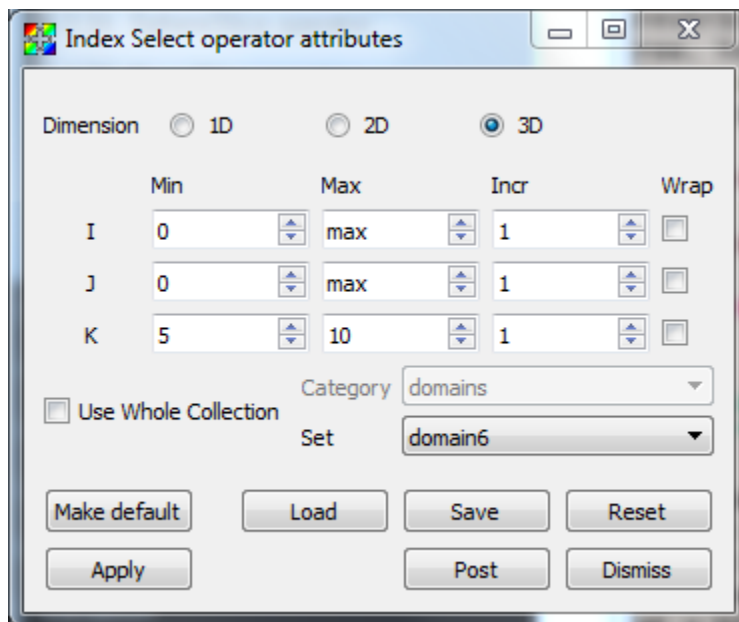 Index Select operator attributes
Dimension 1D 2D 3D
Min Max Incr Wrap
I 0 max 1
J 0 max 1
K 5 10 1
Category domains
Use Whole Collection
Set domain6
Make default Load Save Reset
Apply Post Dismiss